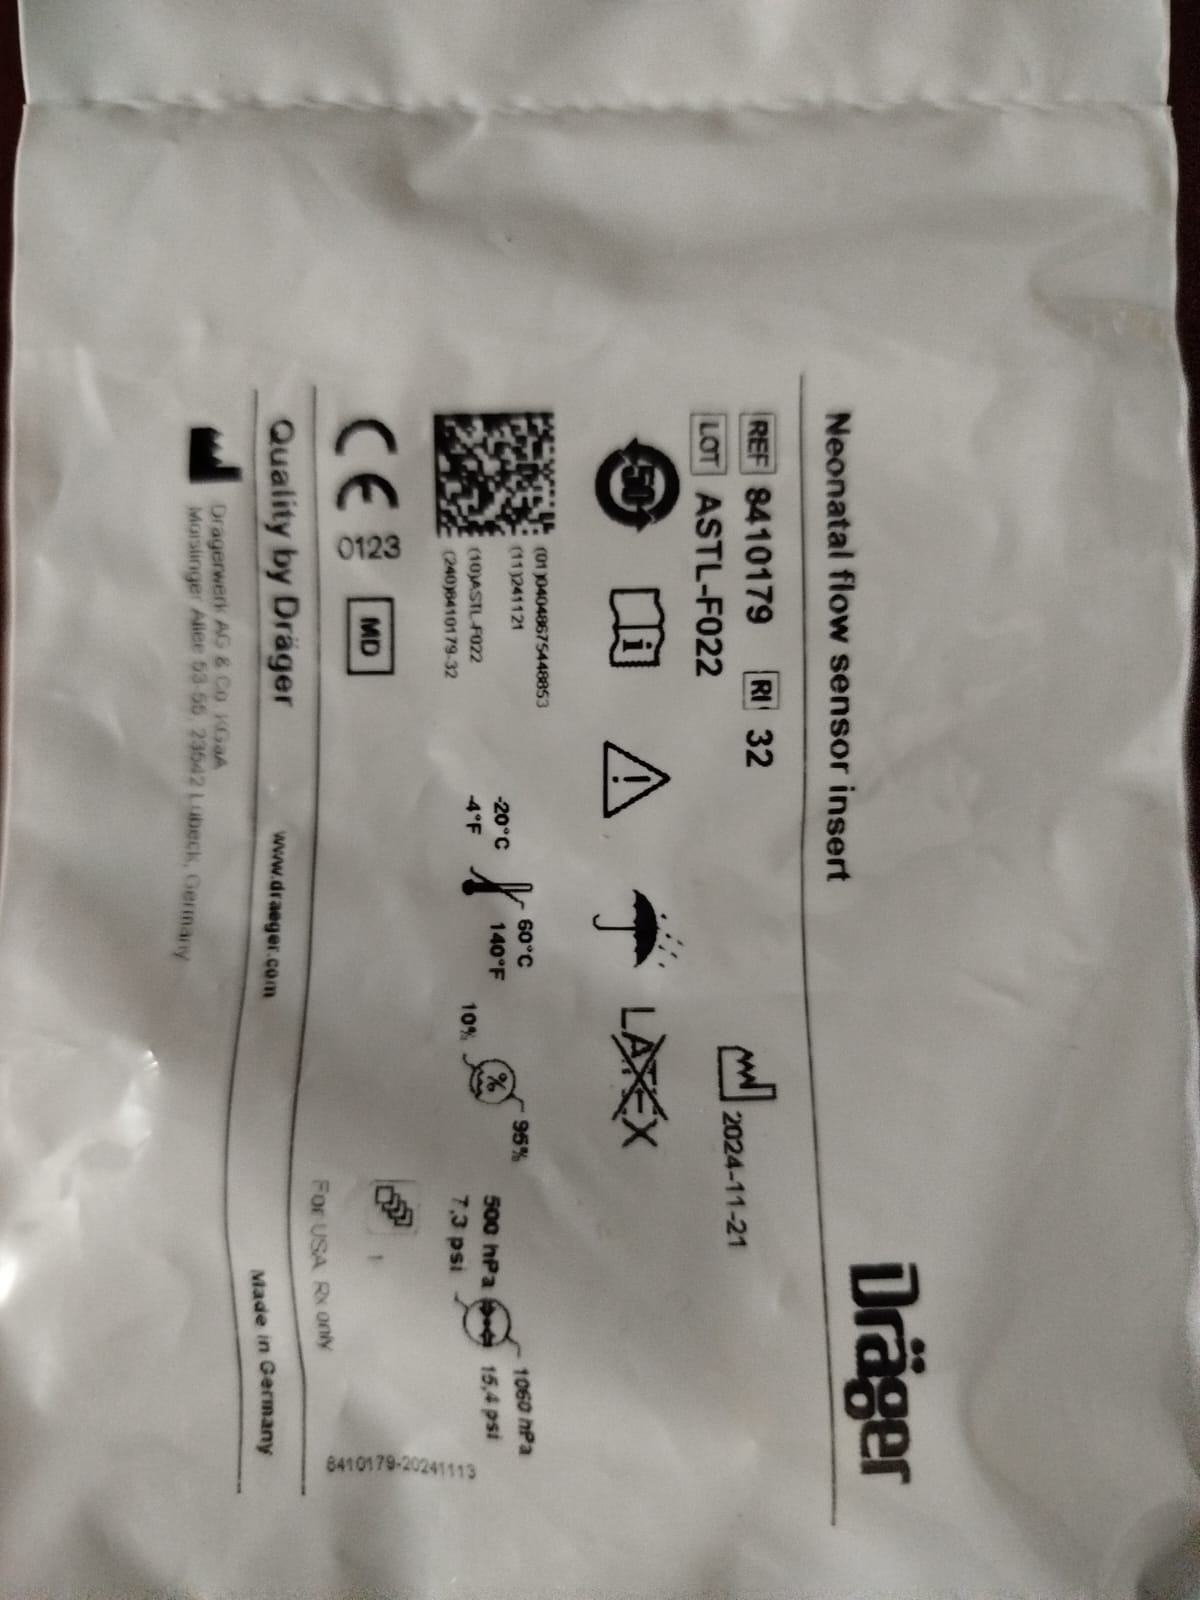 Dräger
Neonatal flow sensor insert
REF 8410179 RI 32
LOT ASTL-F022
2024-11-21
50
i
!
LATEX
(01)04048675448853
(11)241121
(10)ASTL-F022
(240)8410179-32
-20°C
-4°F
60°C
140°F
10%
%
95%
500 hPa
7,3 psi
1060 hPa
15,4 psi
CE
0123
MD
1
For USA Rx only
8410179-20241113
Quality by Dräger
www.draeger.com
Made in Germany
Drägerwerk AG & Co. KGaA
Moislinger Allee 53-55, 23542 Lübeck, Germany